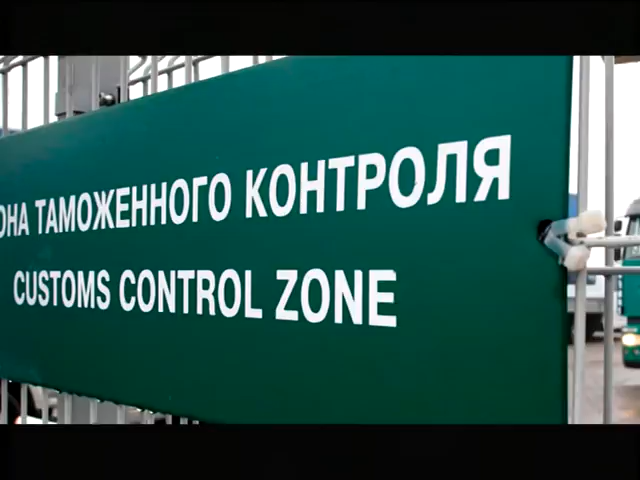 ОНА ТАМОЖЕННОГО КОНТРОЛЯ
CUSTOMS CONTROL ZONE